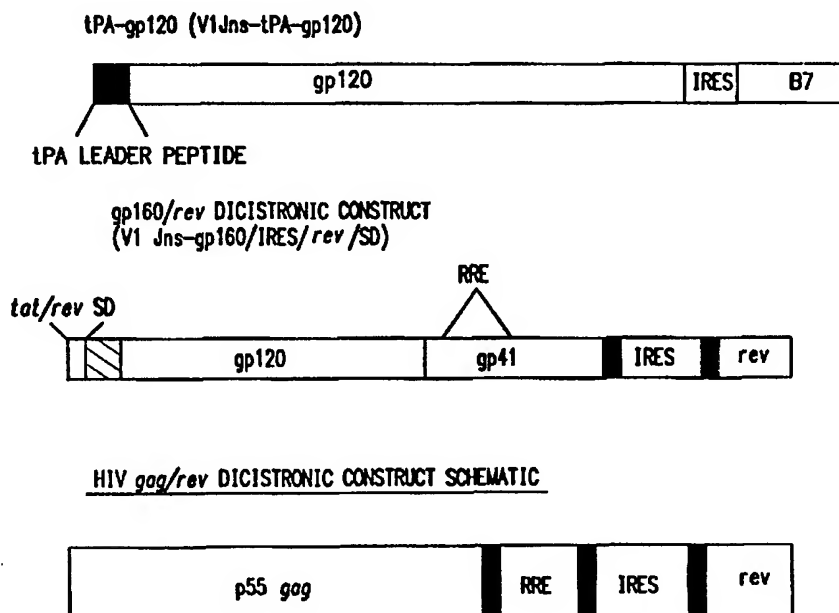 tPA-gp120 (V1Jns-tPA-gp120)
gp120 IRES B7
tPA LEADER PEPTIDE
gp160/rev DICISTRONIC CONSTRUCT
(V1 Jns-gp160/IRES/rev/SD)
RRE
tat/rev SD
gp120 gp41 IRES rev
HIV gag/rev DICISTRONIC CONSTRUCT SCHEMATIC
p55 gag RRE IRES rev